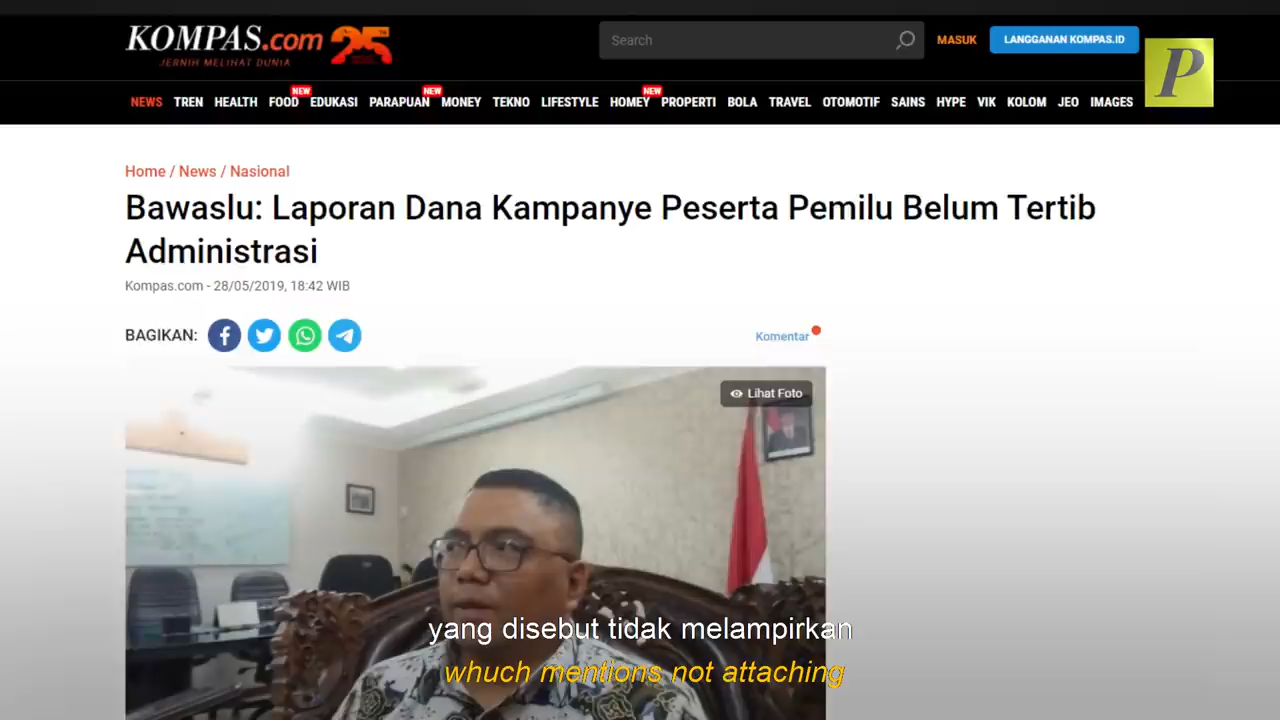 KOMPAS.com 25
JERNIH MELIHAT DUNIA
Search
MASUK
LANGGANAN KOMPAS.ID
P
NEW NEW NEW
NEWS TREN HEALTH FOOD EDUKASI PARAPUAN MONEY TEKNO LIFESTYLE HOMEY PROPERTI BOLA TRAVEL OTOMOTIF SAINS HYPE VIK KOLOM JEO IMAGES
Home / News / Nasional
Bawaslu: Laporan Dana Kampanye Peserta Pemilu Belum Tertib
Administrasi
Kompas.com - 28/05/2019, 18:42 WIB
BAGIKAN:
Komentar
Lihat Foto
yang disebut tidak melampirkan
whuch mentions not attaching